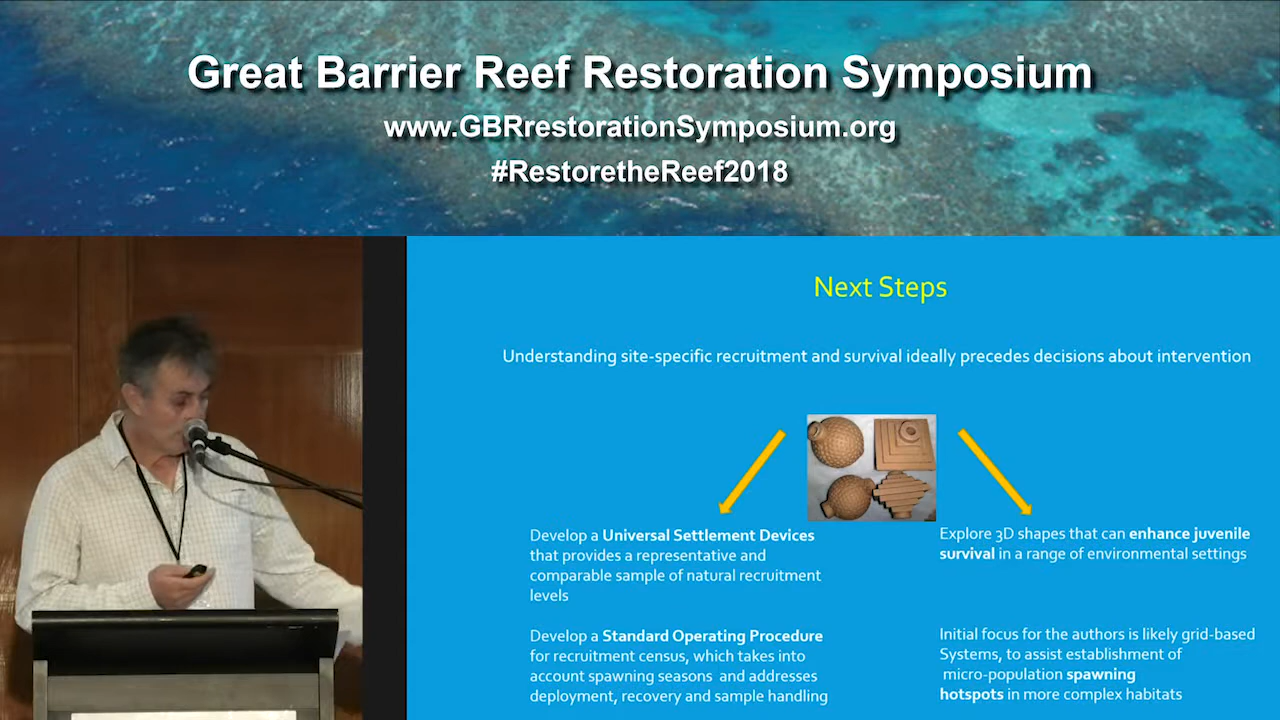 Great Barrier Reef Restoration Symposium
www.GBRrestorationSymposium.org
#RestoretheReef2018
Next Steps
Understanding site-specific recruitment and survival ideally precedes decisions about intervention
Develop a Universal Settlement Devices
that provides a representative and
comparable sample of natural recruitment
levels
Develop a Standard Operating Procedure
for recruitment census, which takes into
account spawning seasons and addresses
deployment, recovery and sample handling
Explore 3D shapes that can enhance juvenile
survival in a range of environmental settings
Initial focus for the authors is likely grid-based
Systems, to assist establishment of
micro-population spawning
hotspots in more complex habitats